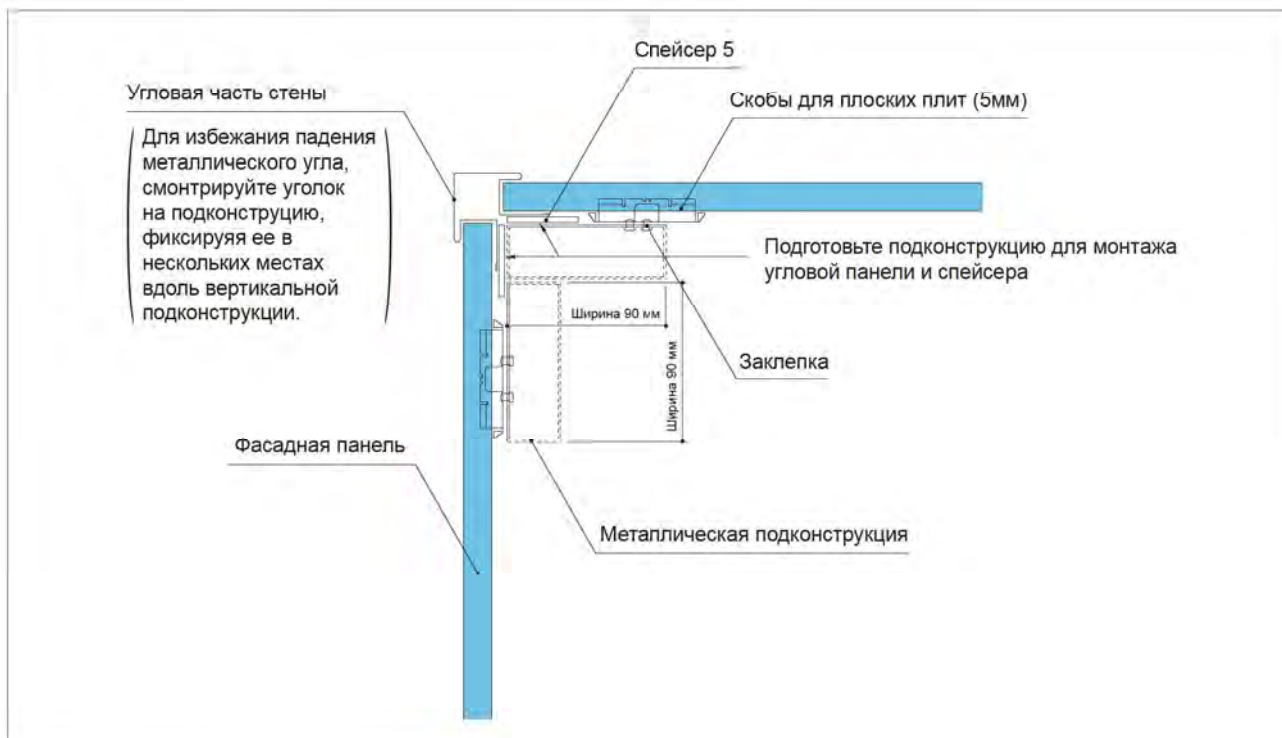 Спейсер 5
Угловая часть стены
Скобы для плоских плит (5мм)
Для избежания падения
металлического угла,
смонтрируйте уголок
на подконструцию,
фиксируяя ее в
нескольких местах
вдоль вертикальной
подконструкции.
Подготовьте подконструкцию для монтажа
угловой панели и спейсера
Ширина 90 мм
Ширина 90 мм
Заклепка
Фасадная панель
Металлическая подконструкция